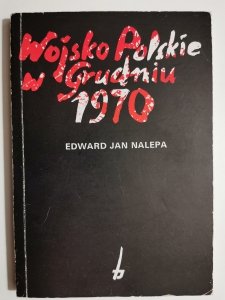 Wojsko Polskie
w Grudniu
1970
EDWARD JAN NALEPA
b